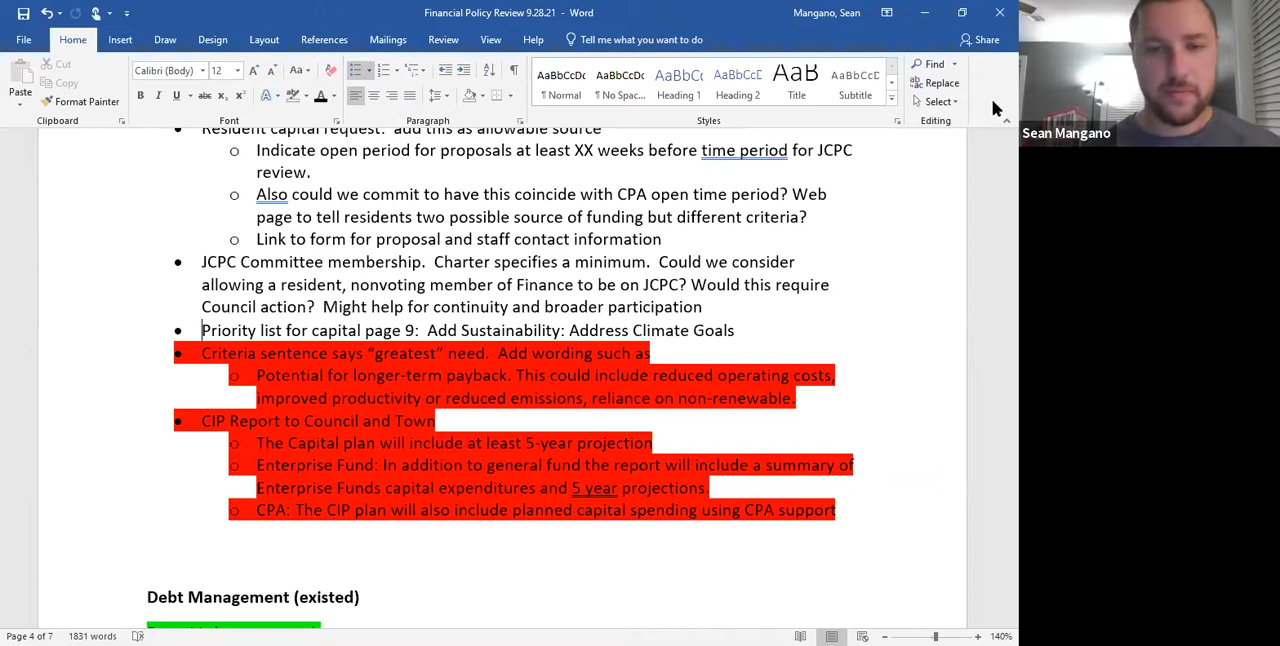 Financial Policy Review 9.28.21 - Word
Mangano, Sean
File Home Insert Draw Design Layout References Mailings Review View Help Tell me what you want to do Share
Paste
Cut
Copy
Format Painter
Clipboard
Calibri (Body) 12 A A Aa A
B I U abc x₂ x² A aby A
Font
Paragraph
AaBbCcDc AaBbCcDc AaBbC AaBbCcD AaB AaBbCcD
¶ Normal ¶ No Spac... Heading 1 Heading 2 Title Subtitle
Styles
Find
Replace
Select
Editing
Sean Mangano
• Resident capital request: add this as allowable source
o Indicate open period for proposals at least XX weeks before time period for JCPC
review.
o Also could we commit to have this coincide with CPA open time period? Web
page to tell residents two possible source of funding but different criteria?
o Link to form for proposal and staff contact information
• JCPC Committee membership. Charter specifies a minimum. Could we consider
allowing a resident, nonvoting member of Finance to be on JCPC? Would this require
Council action? Might help for continuity and broader participation
• Priority list for capital page 9: Add Sustainability: Address Climate Goals
• Criteria sentence says “greatest” need. Add wording such as
o Potential for longer-term payback. This could include reduced operating costs,
improved productivity or reduced emissions, reliance on non-renewable.
• CIP Report to Council and Town
o The Capital plan will include at least 5-year projection
o Enterprise Fund: In addition to general fund the report will include a summary of
Enterprise Funds capital expenditures and 5 year projections.
o CPA: The CIP plan will also include planned capital spending using CPA support
Debt Management (existed)
Page 4 of 7 1831 words 140%